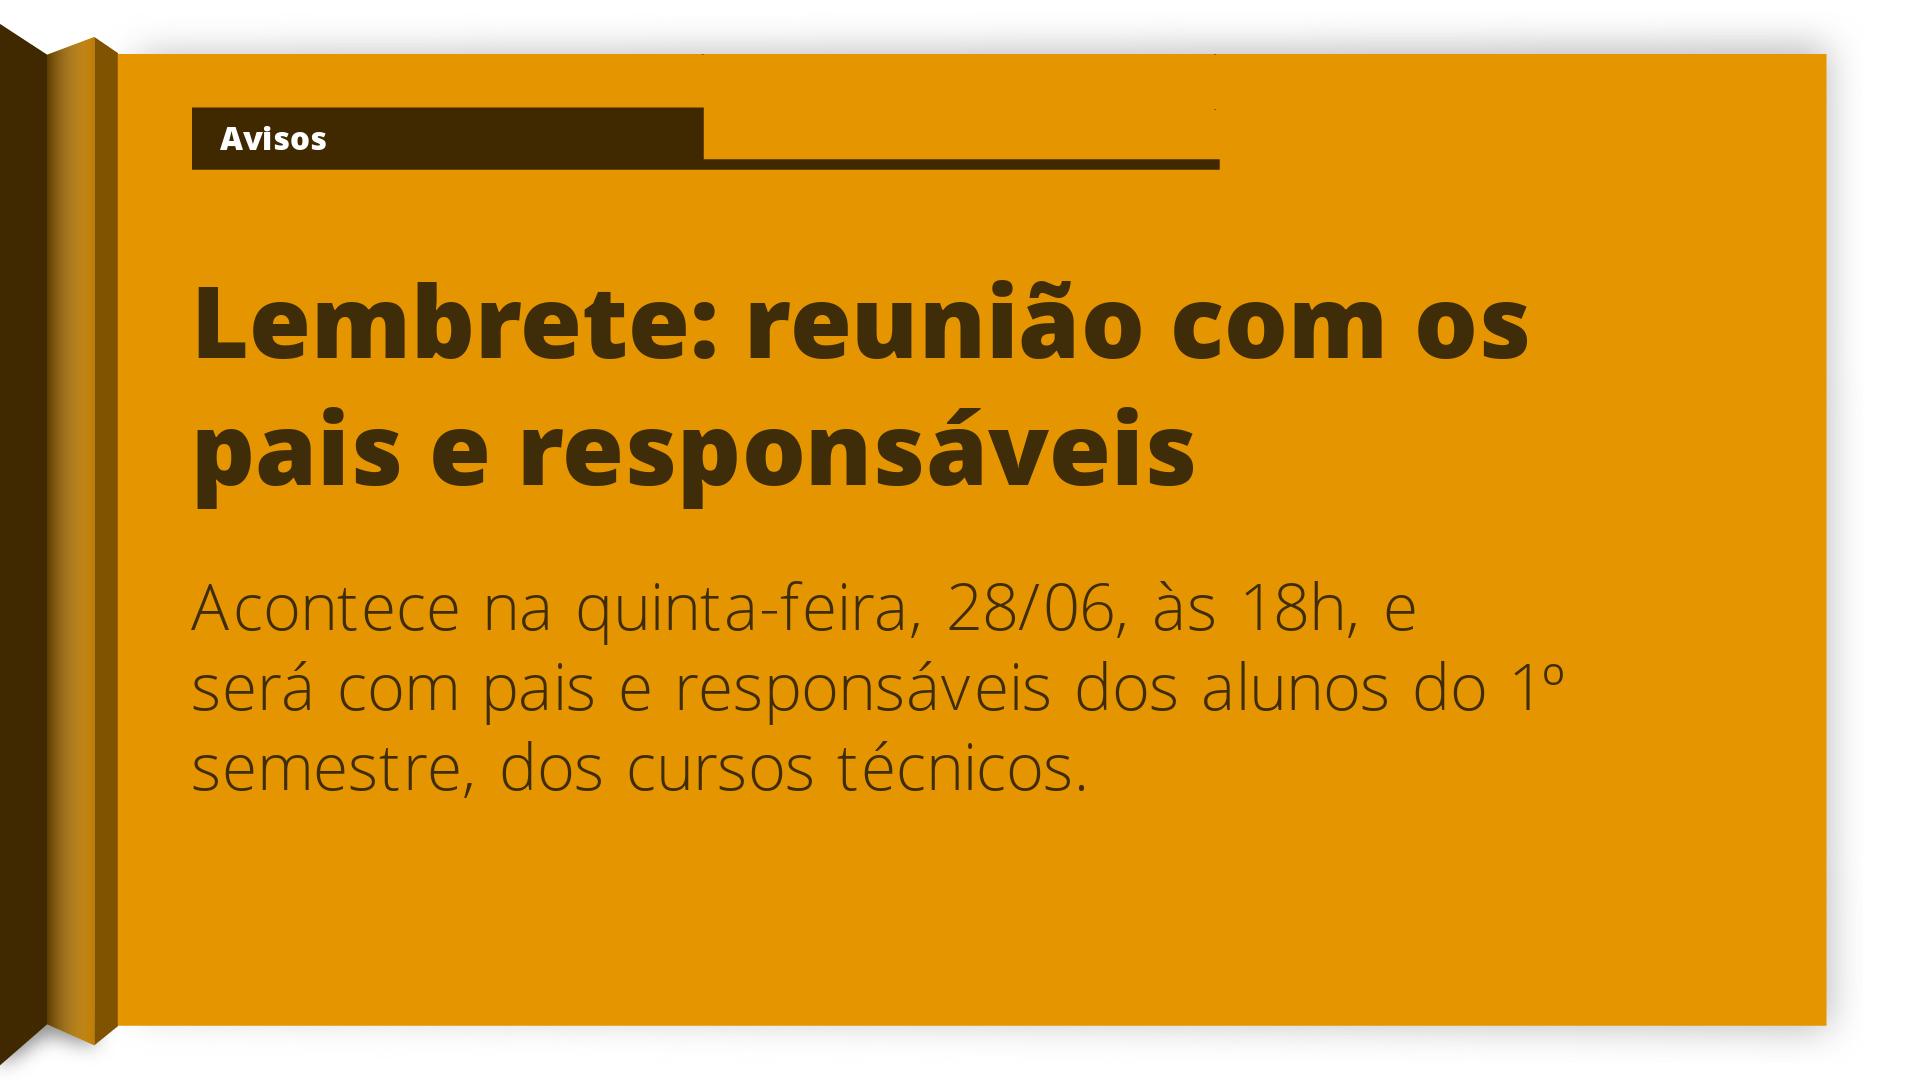 Avisos
Lembrete: reunião com os
pais e responsáveis
Acontece na quinta-feira, 28/06, às 18h, e
será com pais e responsáveis dos alunos do 1º
semestre, dos cursos técnicos.